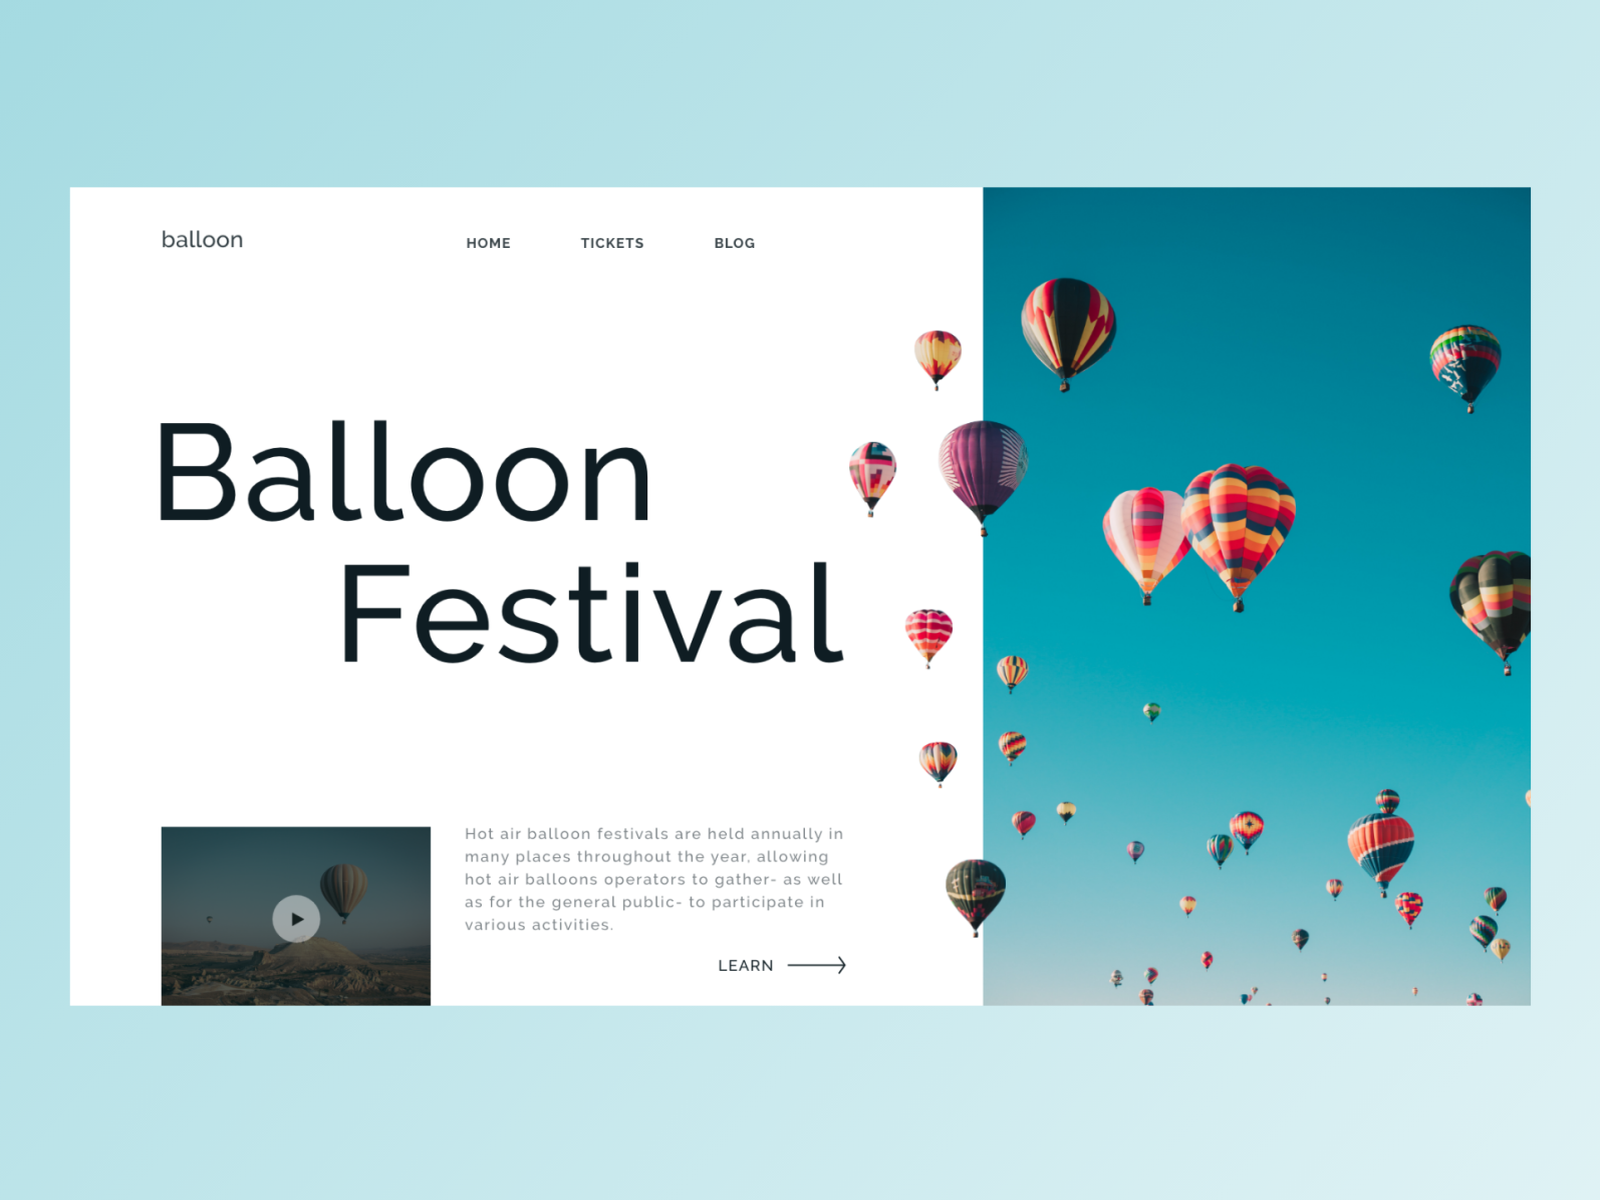 balloon
HOME
TICKETS
BLOG
Balloon
Festival
Hot air balloon festivals are held annually in
many places throughout the year, allowing
hot air balloons operators to gather- as well
as for the general public- to participate in
various activities.
LEARN